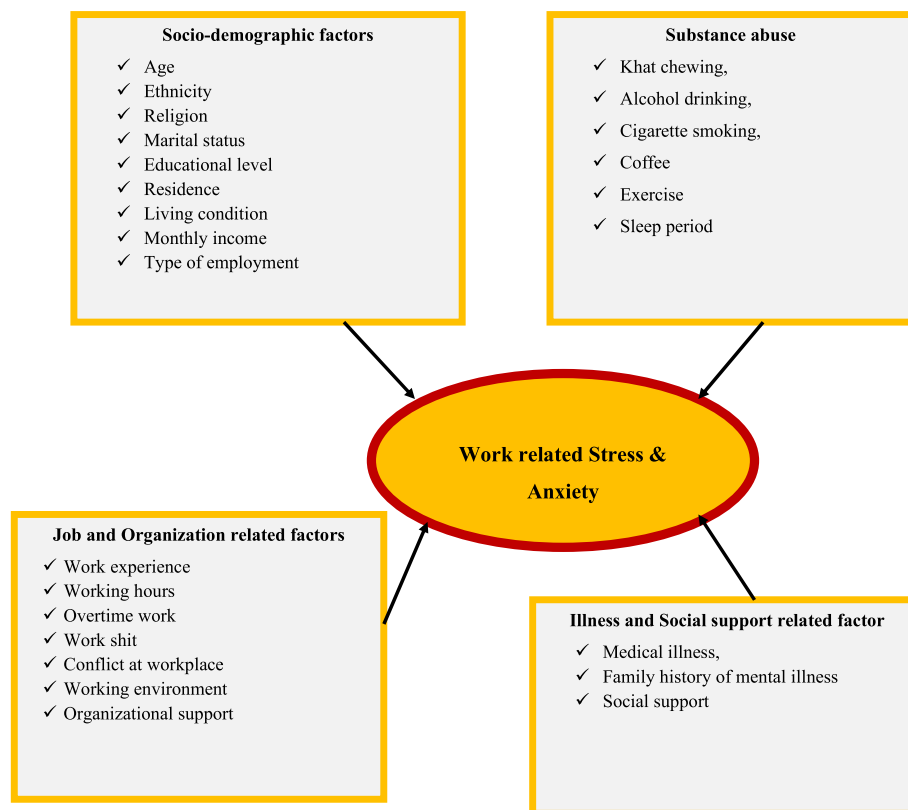 Socio-demographic factors
✓ Age
✓ Ethnicity
✓ Religion
✓ Marital status
✓ Educational level
✓ Residence
✓ Living condition
✓ Monthly income
✓ Type of employment
Substance abuse
✓ Khat chewing,
✓ Alcohol drinking,
✓ Cigarette smoking,
✓ Coffee
✓ Exercise
✓ Sleep period
Work related Stress &
Anxiety
Job and Organization related factors
✓ Work experience
✓ Working hours
✓ Overtime work
✓ Work shit
✓ Conflict at workplace
✓ Working environment
✓ Organizational support
Illness and Social support related factor
✓ Medical illness,
✓ Family history of mental illness
✓ Social support